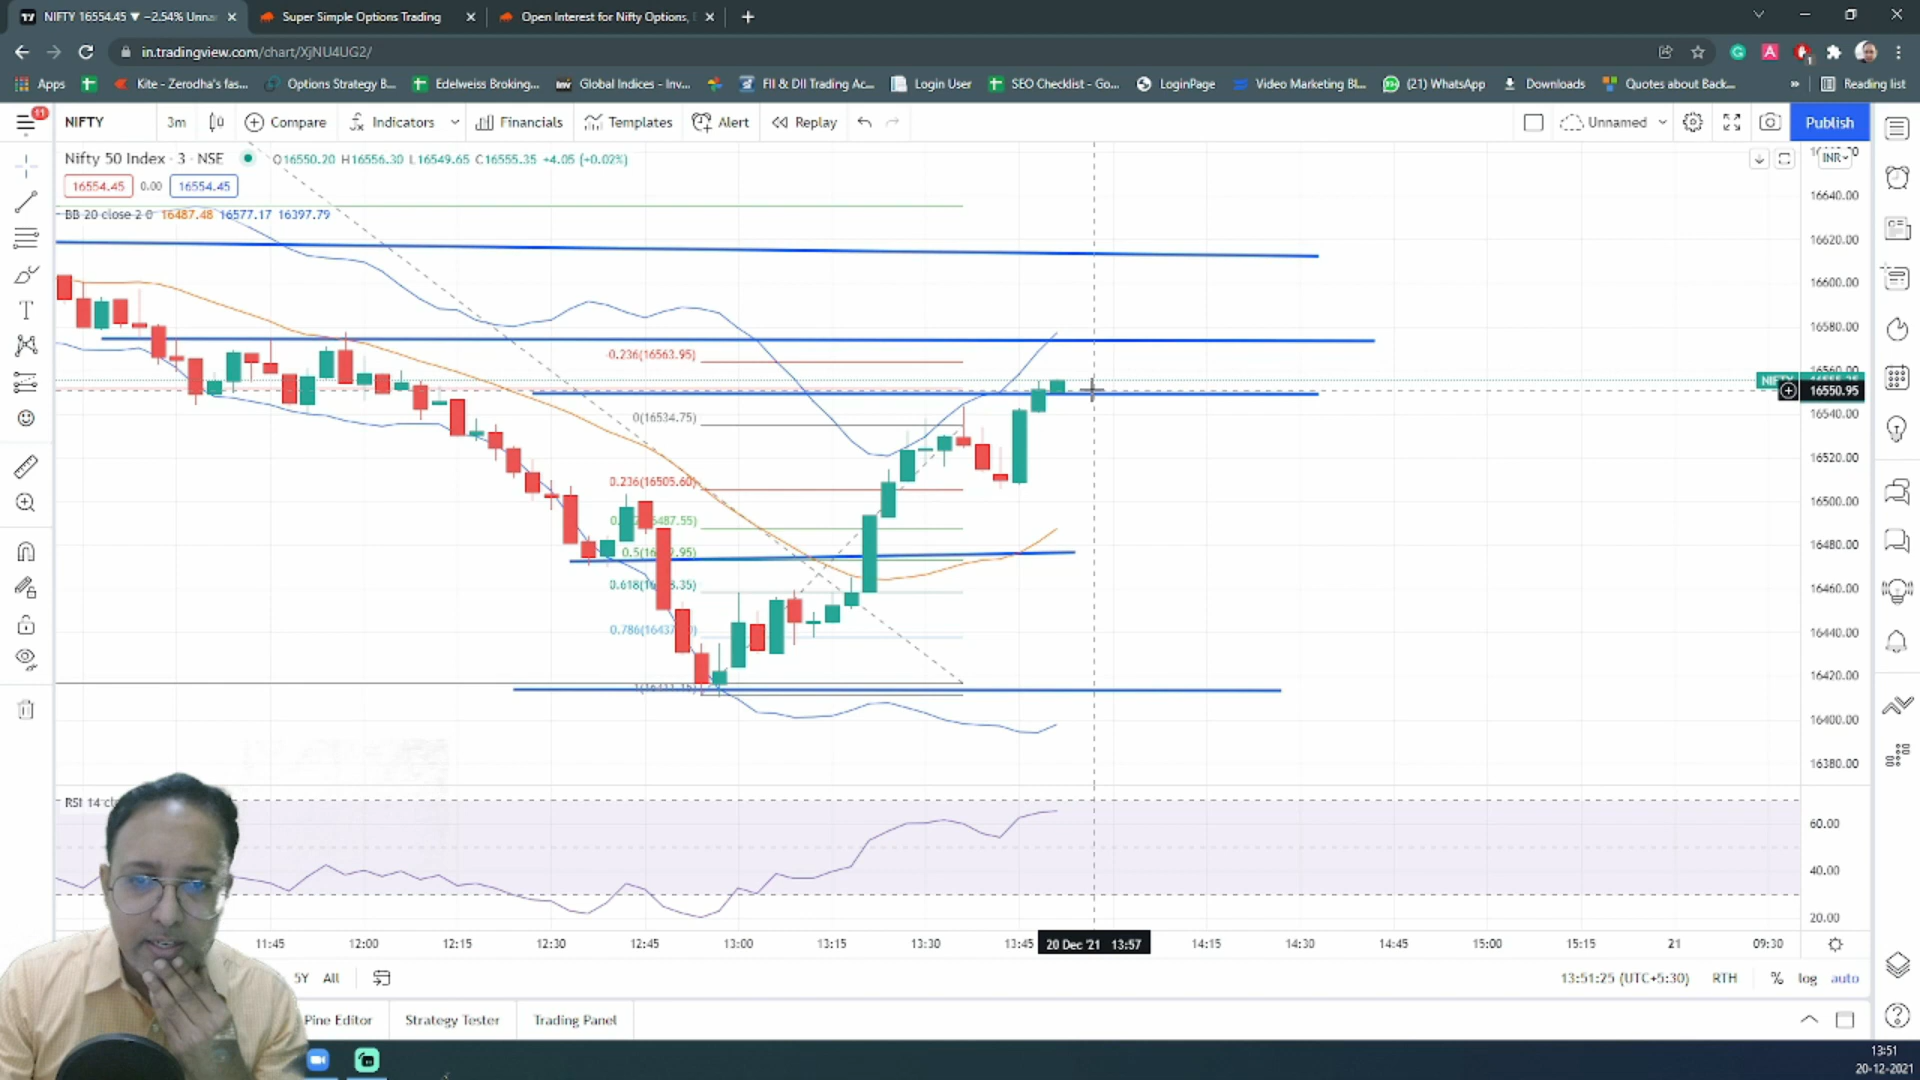 NIFTY 16554.45 ▼ −2.54% Unnar
Super Simple Options Trading
Open Interest for Nifty Options,
in.tradingview.com/chart/XjNU4UG2/
Apps
Kite - Zerodha's fas...
Options Strategy B...
Edelweiss Broking...
Global Indices - Inv...
FII & DII Trading Ac...
Login User
SEO Checklist - Go...
LoginPage
Video Marketing Bl...
(21) WhatsApp
Downloads
Quotes about Back...
»
Reading list
11
NIFTY
3m
Compare
Indicators
Financials
Templates
Alert
Replay
Unnamed
Publish
Nifty 50 Index · 3 · NSE
O16550.20 H16556.30 L16549.65 C16555.35 +4.05 (+0.02%)
INR
16554.45
0.00
16554.45
BB 20 close 2 0 16487.48 16577.17 16397.79
16640.00
16620.00
16600.00
16580.00
-0.236(16563.95)
16550.95
0(16534.75)
16540.00
16520.00
0.236(16505.60)
16500.00
16480.00
16460.00
16440.00
16420.00
16400.00
16380.00
RSI 14
60.00
40.00
20.00
11:45
12:00
12:15
12:30
12:45
13:00
13:15
13:30
13:45
20 Dec '21 13:57
14:15
14:30
14:45
15:00
15:15
21
09:30
5Y
All
13:51:25 (UTC+5:30)
RTH
%
log
auto
Pine Editor
Strategy Tester
Trading Panel
13:51
20-12-2021